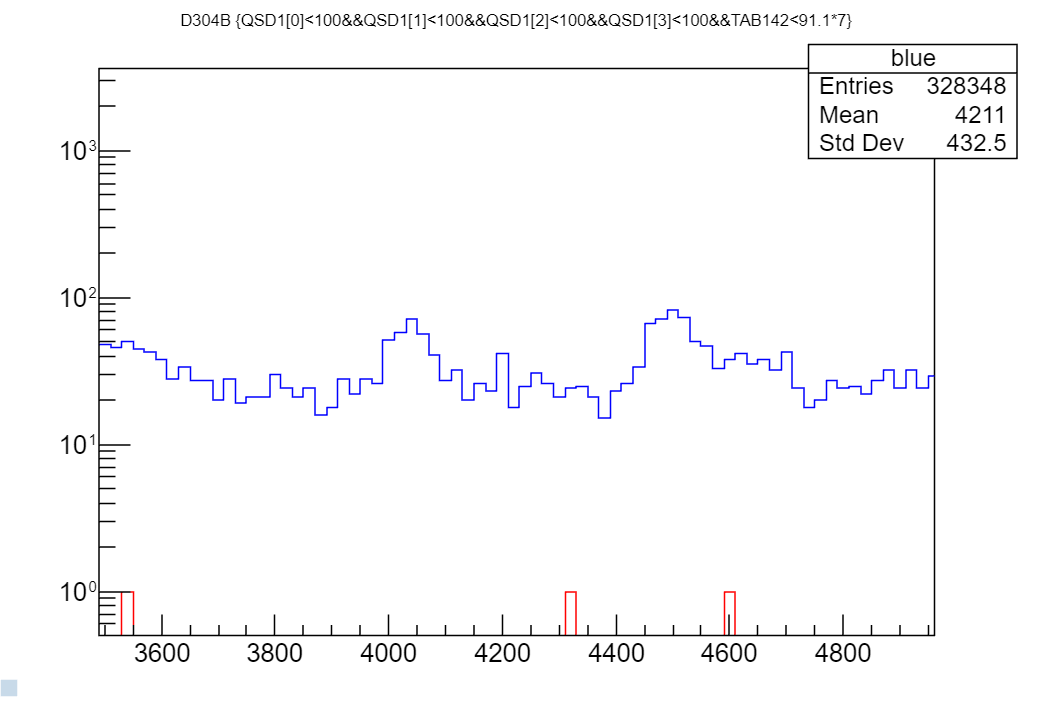 D304B {QSD1[0]<100&&QSD1[1]<100&&QSD1[2]<100&&QSD1[3]<100&&TAB142<91.1*7}
blue
Entries 328348
Mean 4211
Std Dev 432.5
10³
10²
10¹
10⁰
3600 3800 4000 4200 4400 4600 4800